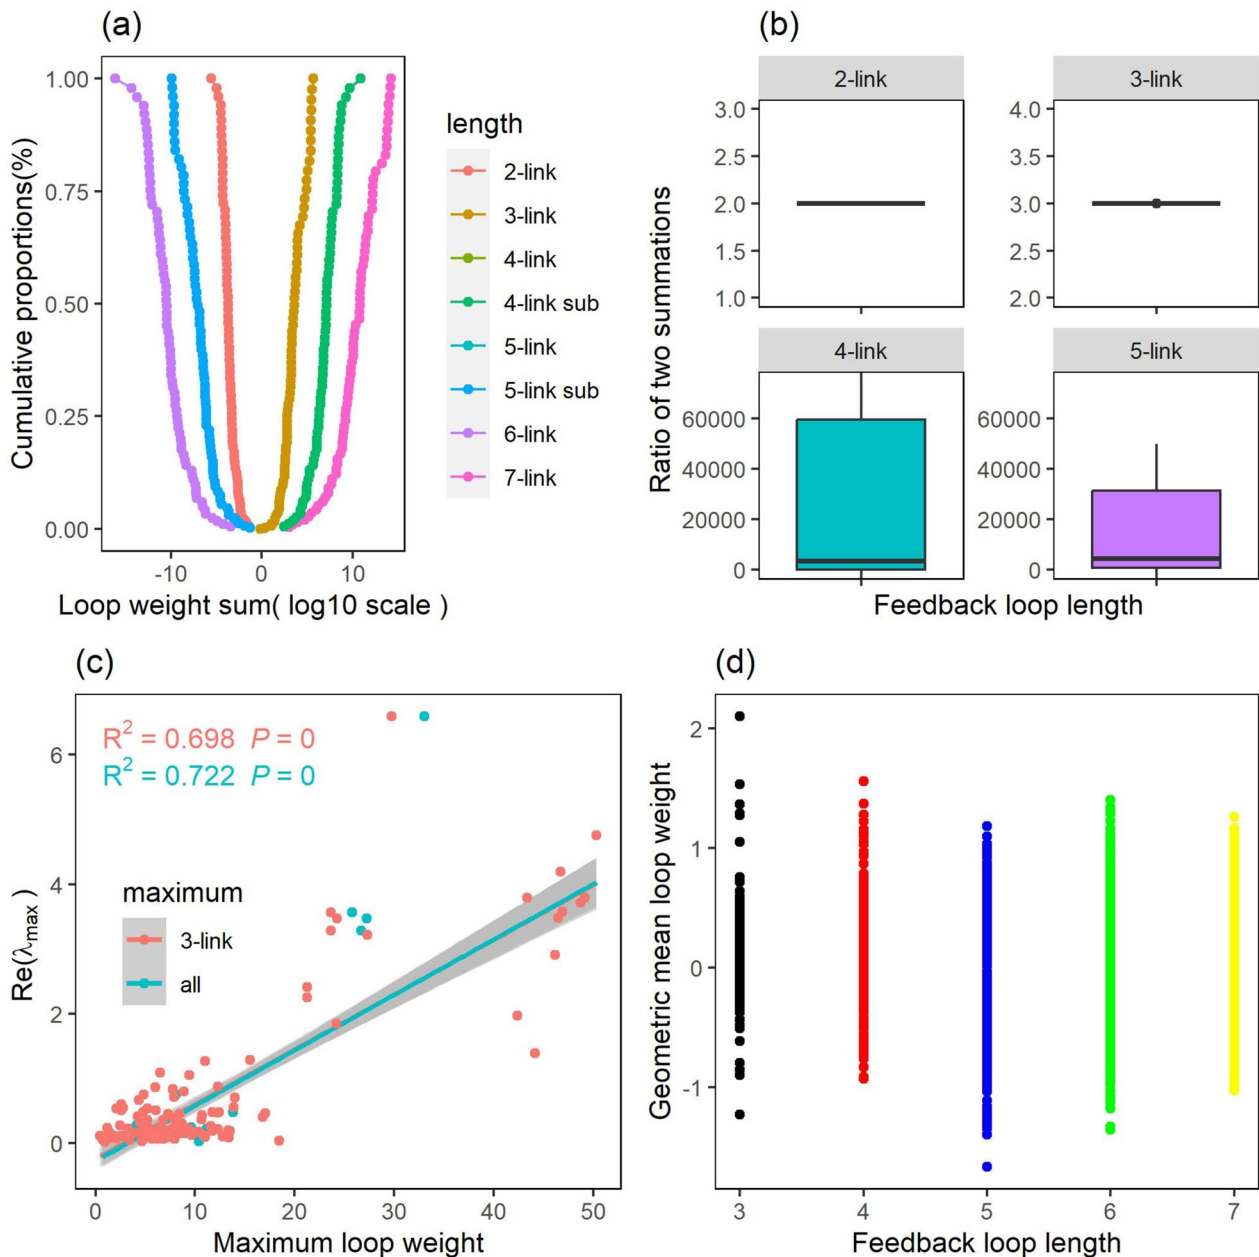 (a)
Cumulative proportions(%)
1.00
0.75
0.50
0.25
0.00
-10 0 10
Loop weight sum( log10 scale )
length
2-link
3-link
4-link
4-link sub
5-link
5-link sub
6-link
7-link
(b)
Ratio of two summations
2-link
3.0
2.5
2.0
1.5
1.0
3-link
4.0
3.5
3.0
2.5
2.0
4-link
60000
40000
20000
0
5-link
60000
40000
20000
0
Feedback loop length
(c)
R² = 0.698 P = 0
R² = 0.722 P = 0
Re(λmax )
6
4
2
0
maximum
3-link
all
0 10 20 30 40 50
Maximum loop weight
(d)
Geometric mean loop weight
2
1
0
-1
3 4 5 6 7
Feedback loop length